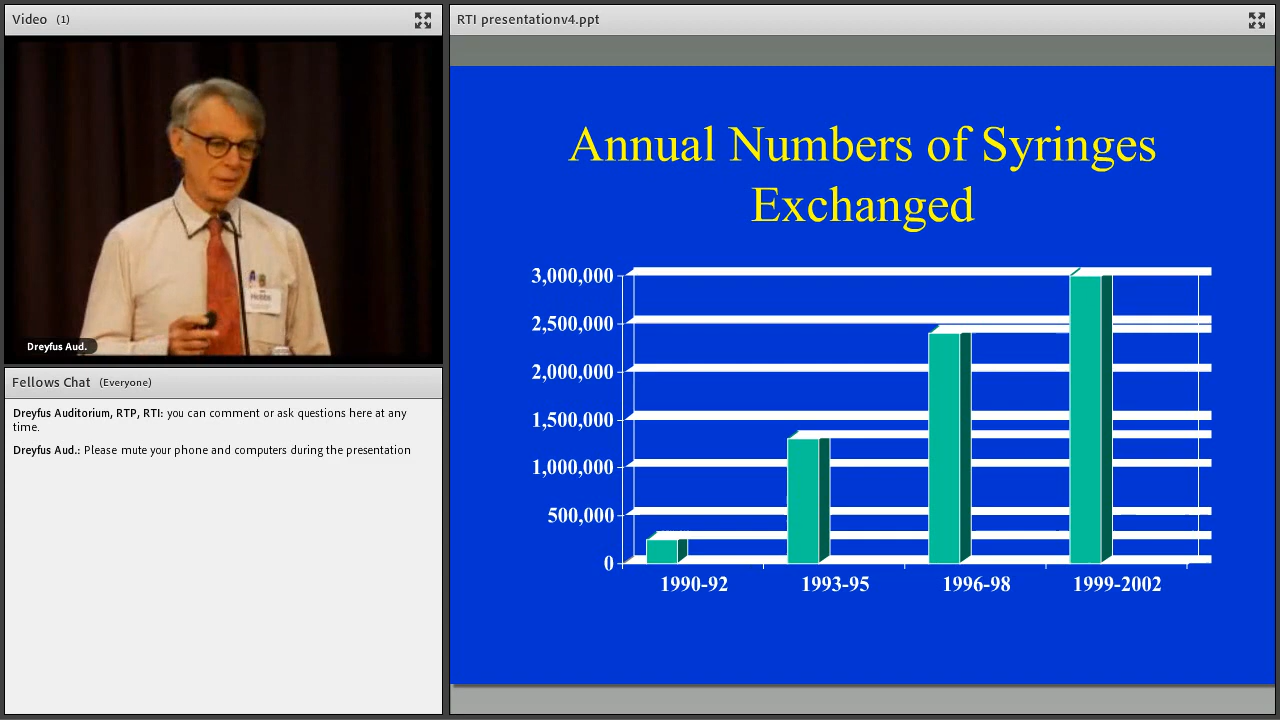 Video (1)
Dreyfus Aud.
Fellows Chat (Everyone)
Dreyfus Auditorium, RTP, RTI: you can comment or ask questions here at any
time.
Dreyfus Aud.: Please mute your phone and computers during the presentation
RTI presentationv4.ppt
Annual Numbers of Syringes
Exchanged
3,000,000
2,500,000
2,000,000
1,500,000
1,000,000
500,000
0
1990-92 1993-95 1996-98 1999-2002